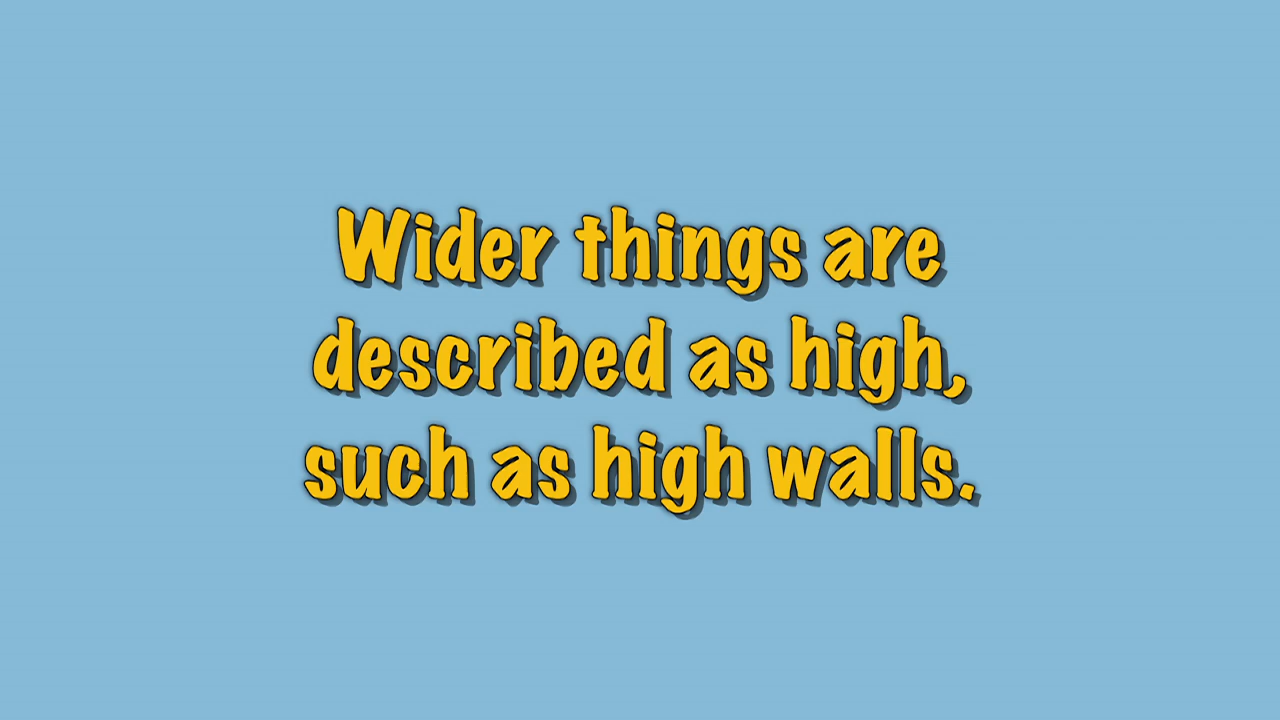 Wider things are
described as high,
such as high walls.